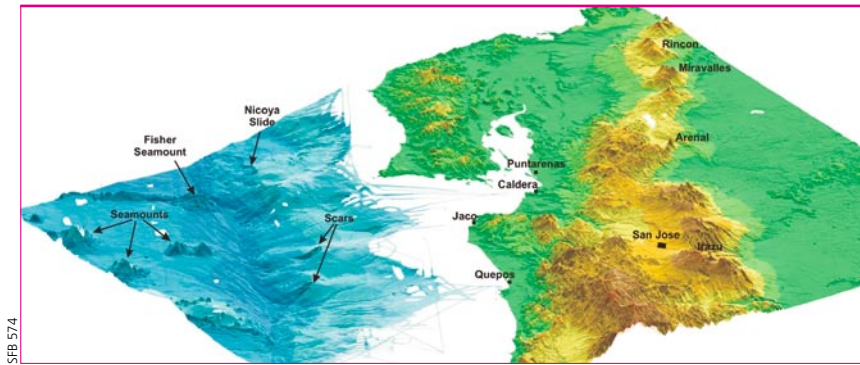 Rincon
Miravalles
Nicoya
Slide
Fisher
Seamount
Arenal
Puntarenas
Caldera
Seamounts
Scars
Jaco
San Jose
Irazu
Quepos
SFB 574